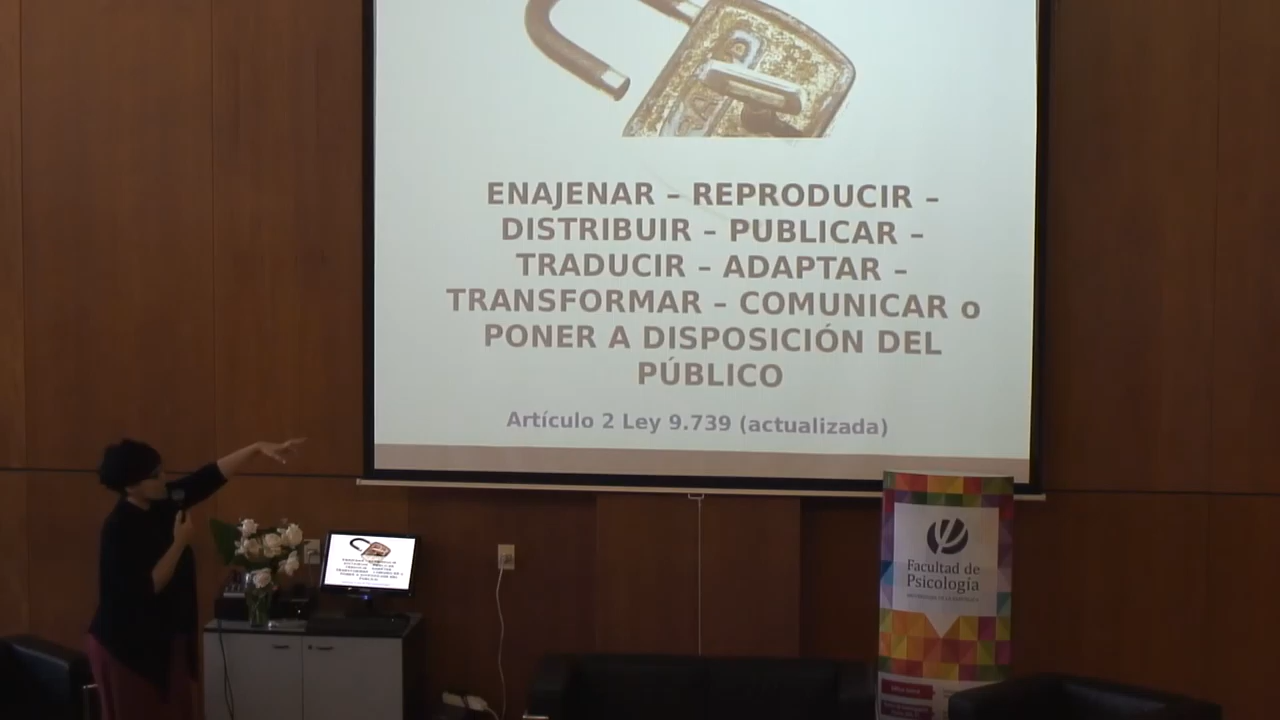 ENAJENAR – REPRODUCIR –
DISTRIBUIR – PUBLICAR –
TRADUCIR – ADAPTAR –
TRANSFORMAR – COMUNICAR o
PONER A DISPOSICIÓN DEL
PÚBLICO
Artículo 2 Ley 9.739 (actualizada)
Facultad de
Psicología